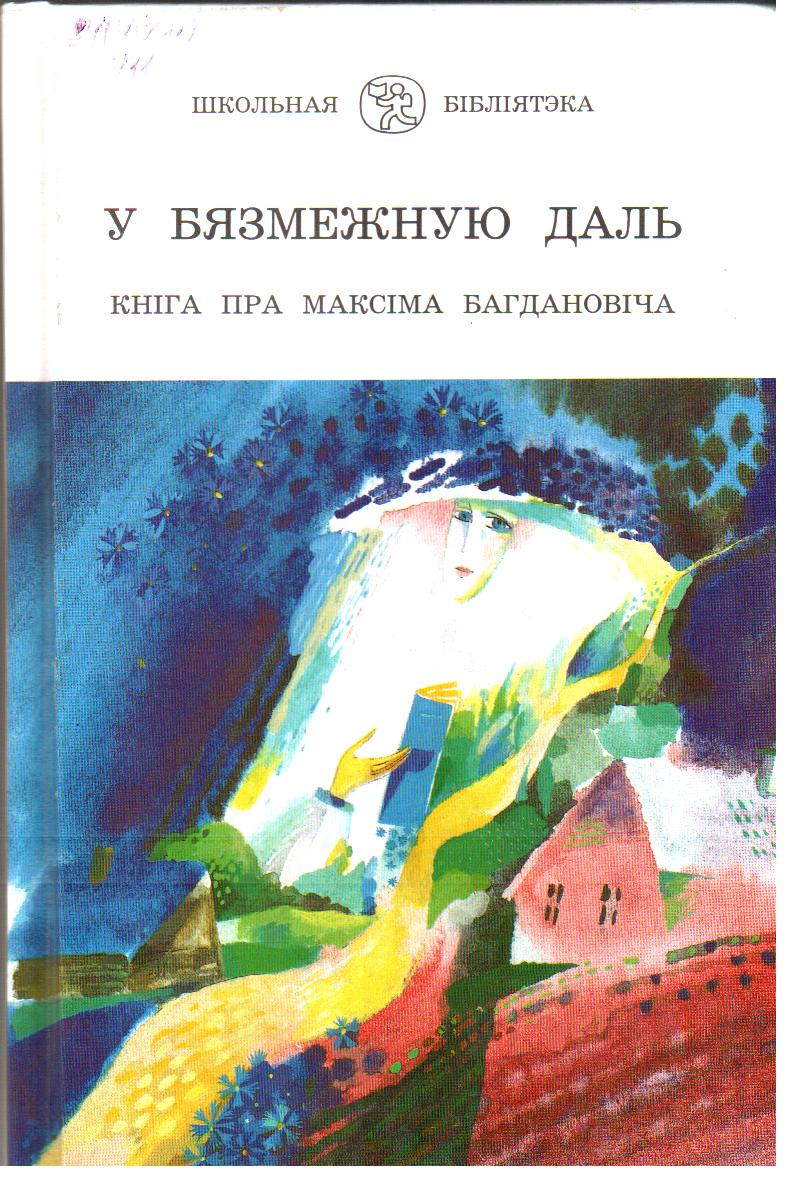 ШКОЛЬНАЯ БІБЛІЯТЭКА
У БЯЗМЕЖНУЮ ДАЛЬ
КНІГА ПРА МАКСІМА БАГДАНОВІЧА